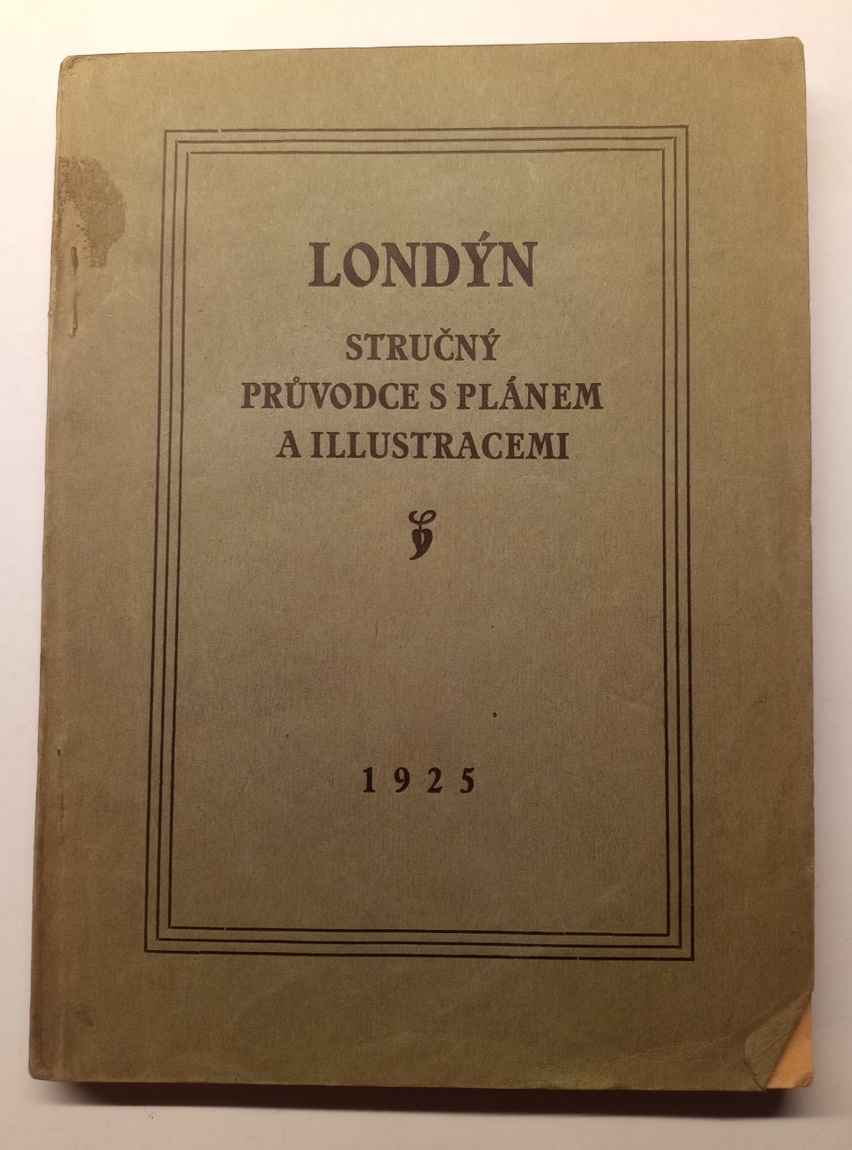 LONDÝN
STRUČNÝ
PRŮVODCE S PLÁNEM
A ILLUSTRACEMI
1925